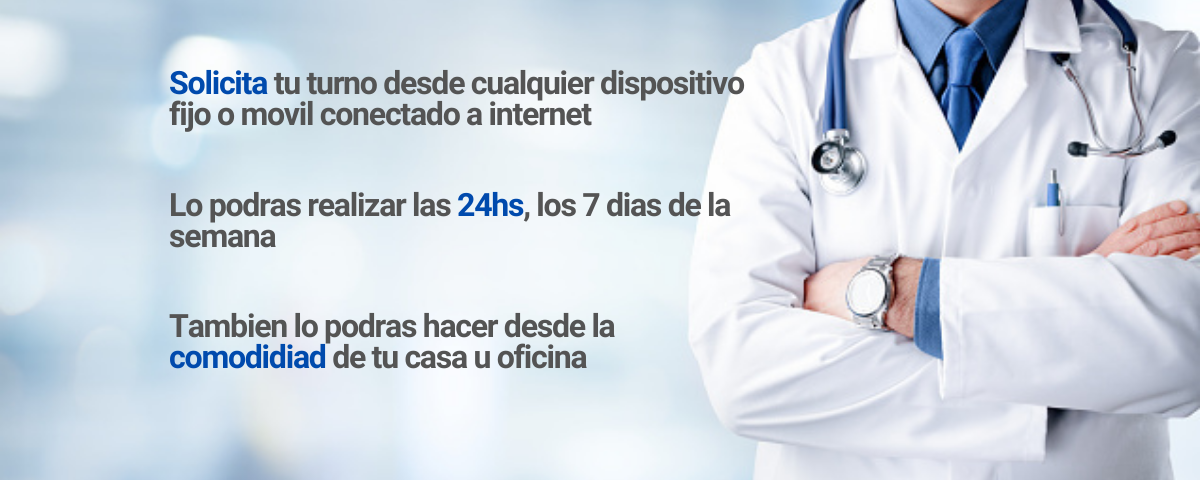 Solicita tu turno desde cualquier dispositivo
fijo o movil conectado a internet
Lo podras realizar las 24hs, los 7 dias de la
semana
Tambien lo podras hacer desde la
comodidiad de tu casa u oficina